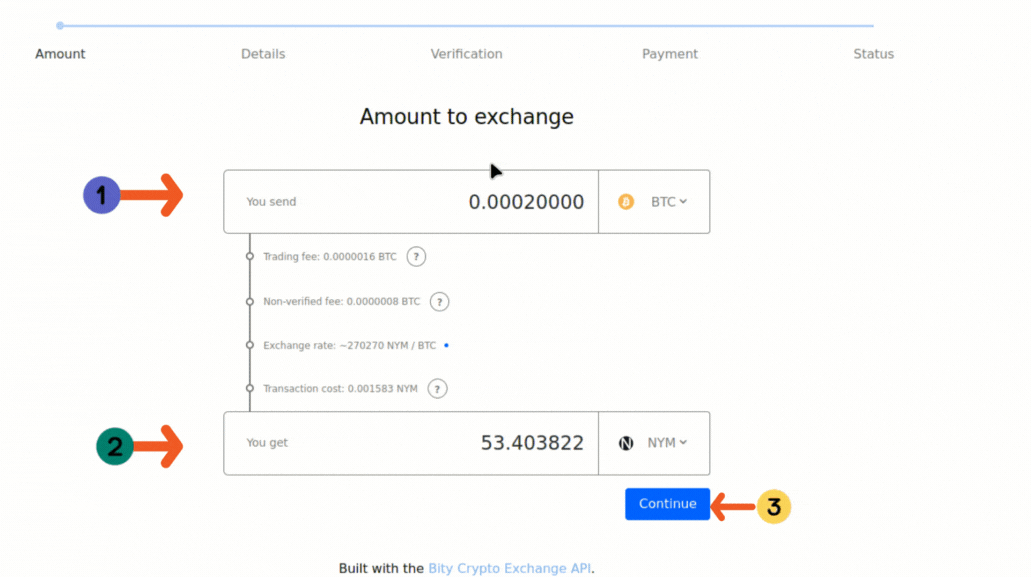 Amount Details Verification Payment Status
Amount to exchange
1
You send 0.00020000 BTC
Trading fee: 0.0000016 BTC ?
Non-verified fee: 0.0000008 BTC ?
Exchange rate: ~270270 NYM / BTC
Transaction cost: 0.001583 NYM ?
2
You get 53.403822 NYM
Continue
3
Built with the Bity Crypto Exchange API.